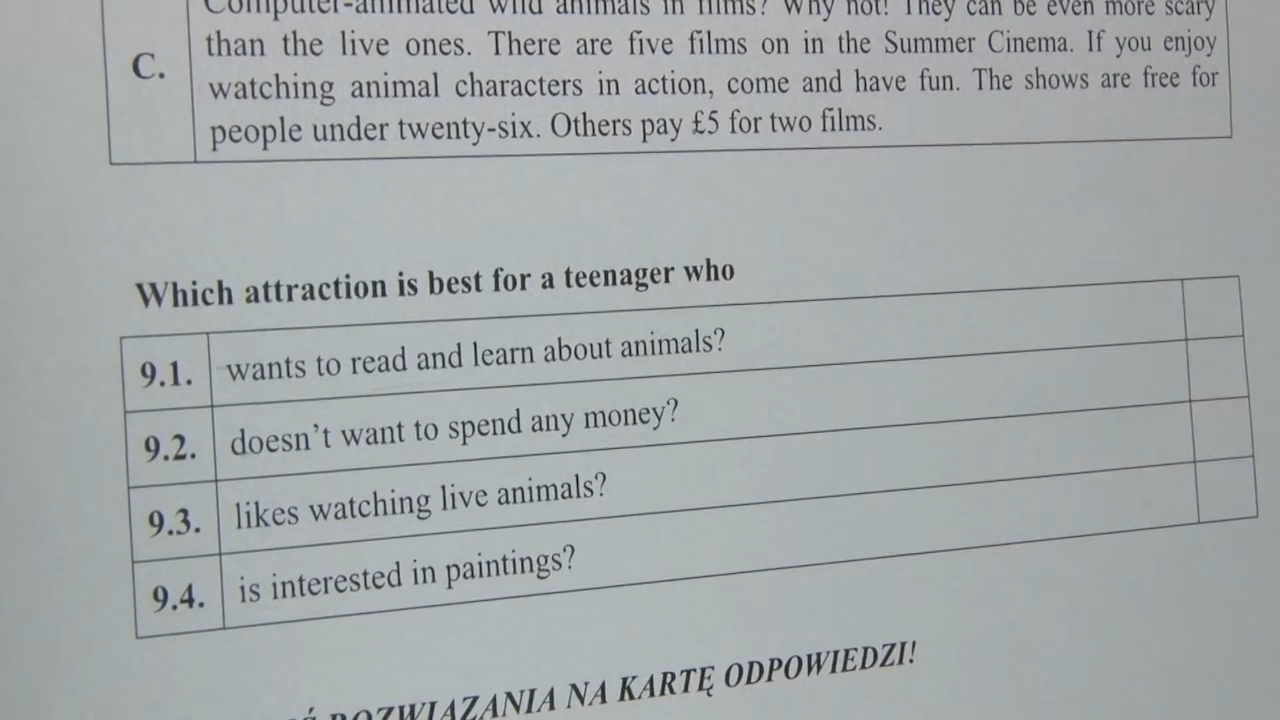 Computer-animated wild animals in films? Why not! They can be even more scary
C.
than the live ones. There are five films on in the Summer Cinema. If you enjoy
watching animal characters in action, come and have fun. The shows are free for
people under twenty-six. Others pay £5 for two films.
Which attraction is best for a teenager who
9.1. wants to read and learn about animals?
9.2. doesn't want to spend any money?
9.3. likes watching live animals?
9.4. is interested in paintings?
ROZWIĄZANIA NA KARTĘ ODPOWIEDZI!